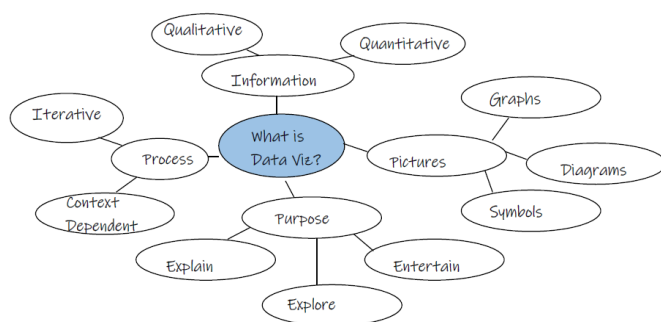 Qualitative
Quantitative
Information
Graphs
Iterative
What is
Data Viz?
Process
Pictures
Diagrams
Context
Dependent
Symbols
Purpose
Explain
Entertain
Explore